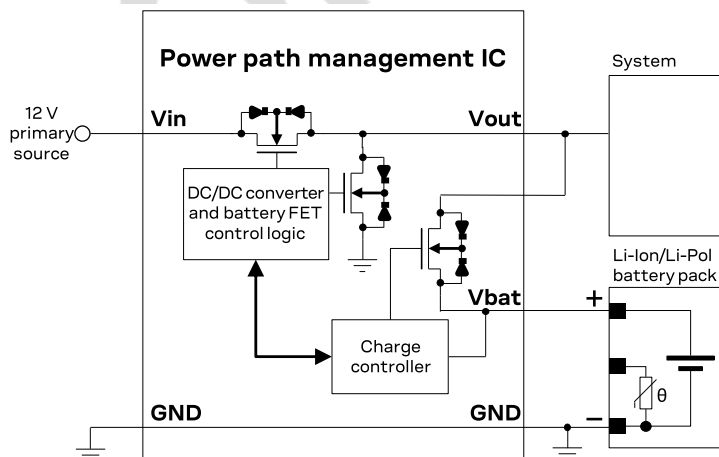 Power path management IC
System
12 V
primary
source
Vin
Vout
DC/DC converter
and battery FET
control logic
Li-Ion/Li-Pol
battery pack
Vbat
+
Charge
controller
θ
GND
GND
−